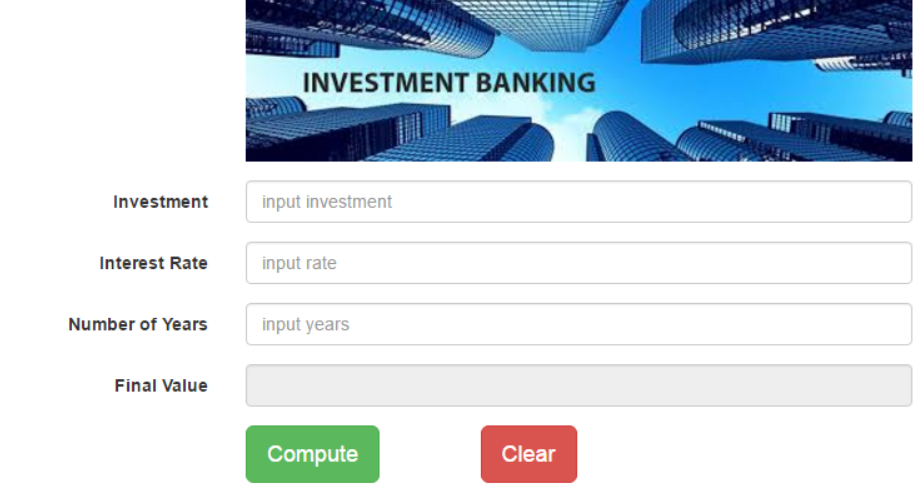 INVESTMENT BANKING
Investment input investment
Interest Rate input rate
Number of Years input years
Final Value
Compute Clear